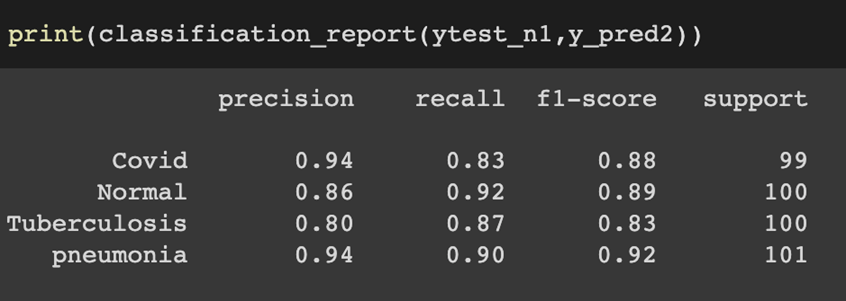 print(classification_report(ytest_n1,y_pred2))
precision recall f1-score support
Covid 0.94 0.83 0.88 99
Normal 0.86 0.92 0.89 100
Tuberculosis 0.80 0.87 0.83 100
pneumonia 0.94 0.90 0.92 101